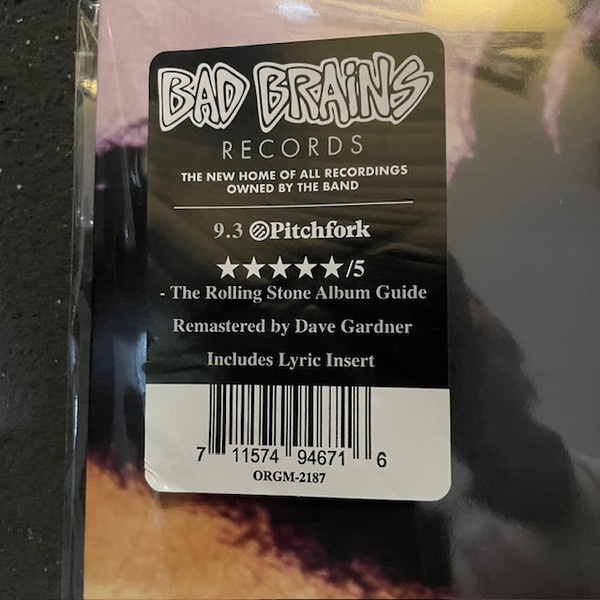 BAD BRAiNS
RECORDS
THE NEW HOME OF ALL RECORDINGS
OWNED BY THE BAND
9.3 Pitchfork
★★★★★/5
- The Rolling Stone Album Guide
Remastered by Dave Gardner
Includes Lyric Insert
7 11574 94671 6
ORGM-2187